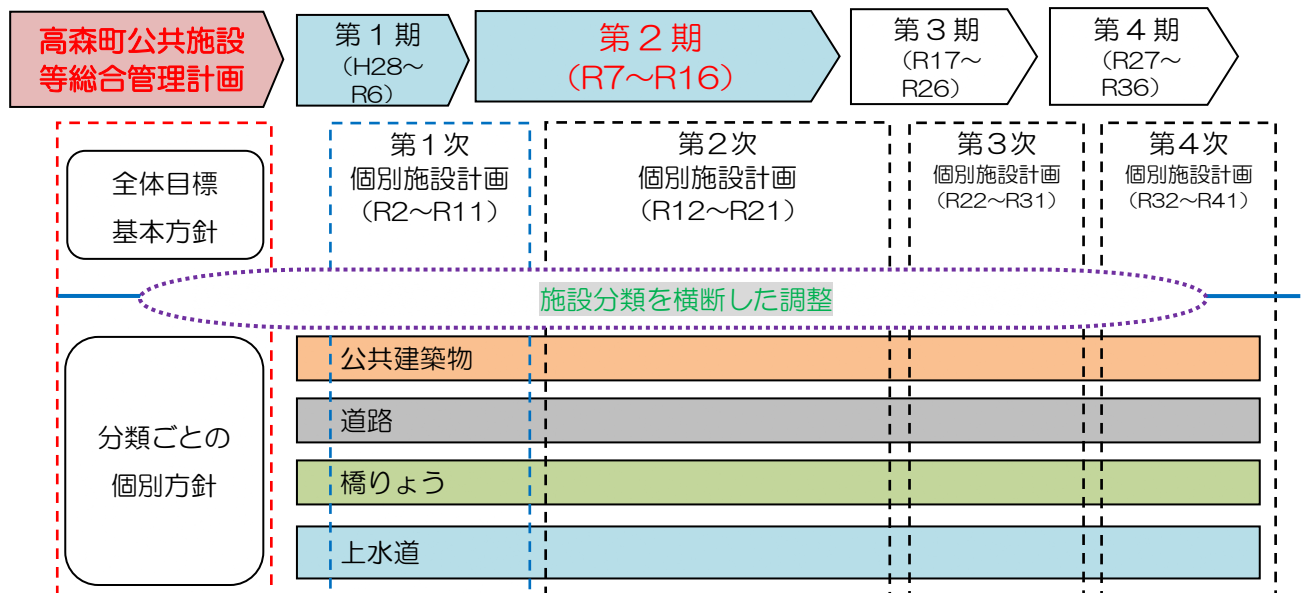 高森町公共施設
等総合管理計画
第１期
（H28～
R6）
第２期
（R7～R16）
第３期
（R17～
R26）
第４期
（R27～
R36）
全体目標
基本方針
第１次
個別施設計画
（R2～R11）
第２次
個別施設計画
（R12～R21）
第３次
個別施設計画
（R22～R31）
第４次
個別施設計画
（R32～R41）
施設分類を横断した調整
分類ごとの
個別方針
公共建築物
道路
橋りょう
上水道